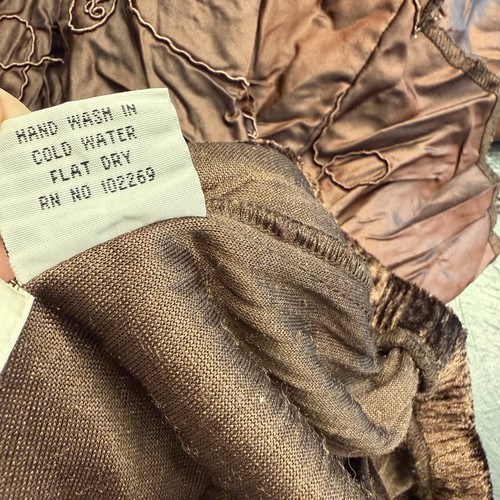 HAND WASH IN
COLD WATER
FLAT DRY
RN NO 102269